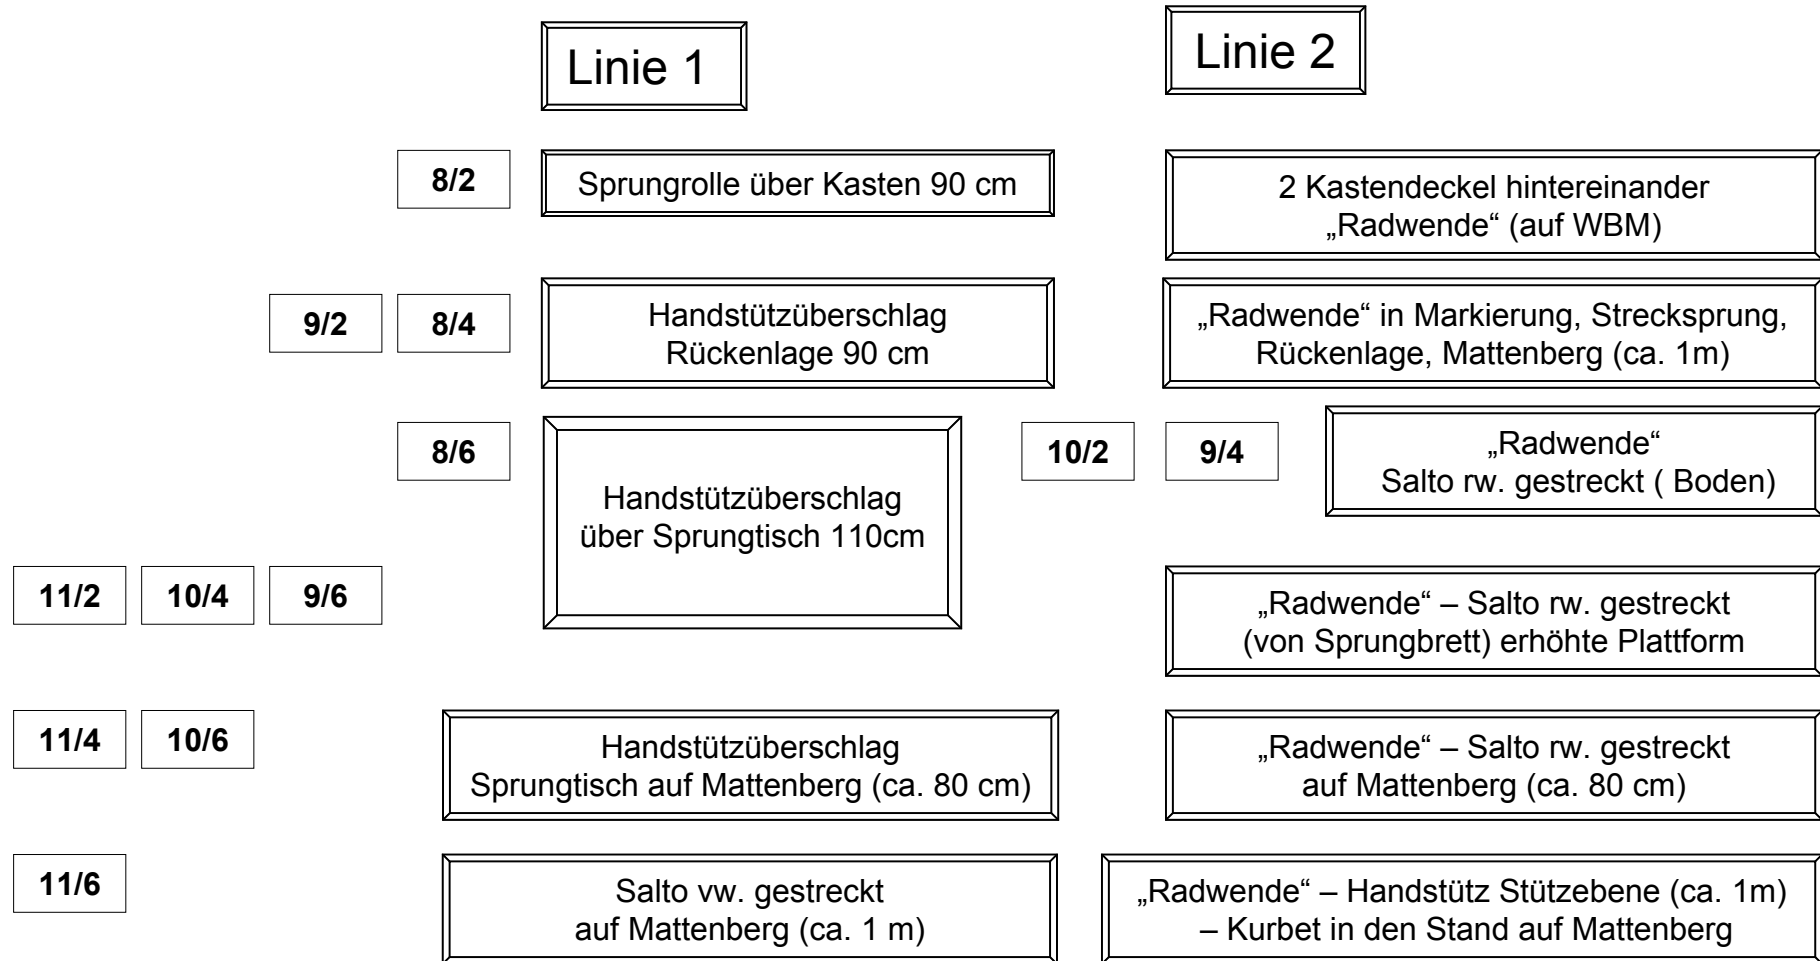 Linie 1
Linie 2
8/2
Sprungrolle über Kasten 90 cm
2 Kastendeckel hintereinander
„Radwende“ (auf WBM)
9/2
8/4
Handstützüberschlag
Rückenlage 90 cm
„Radwende“ in Markierung, Strecksprung,
Rückenlage, Mattenberg (ca. 1m)
8/6
Handstützüberschlag
über Sprungtisch 110cm
10/2
9/4
„Radwende“
Salto rw. gestreckt ( Boden)
11/2
10/4
9/6
„Radwende“ – Salto rw. gestreckt
(von Sprungbrett) erhöhte Plattform
11/4
10/6
Handstützüberschlag
Sprungtisch auf Mattenberg (ca. 80 cm)
„Radwende“ – Salto rw. gestreckt
auf Mattenberg (ca. 80 cm)
11/6
Salto vw. gestreckt
auf Mattenberg (ca. 1 m)
„Radwende“ – Handstütz Stützebene (ca. 1m)
– Kurbet in den Stand auf Mattenberg